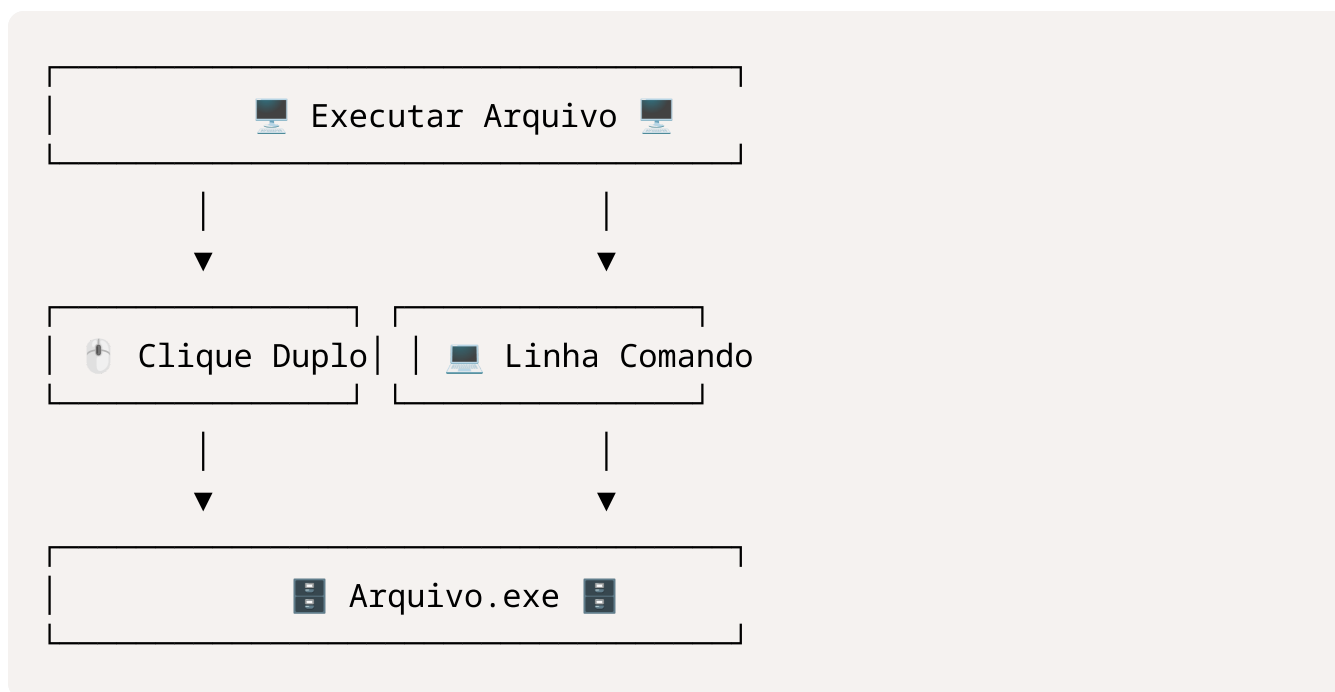 🖥️ Executar Arquivo 🖥️
🖱️ Clique Duplo 💻 Linha Comando
🗄️ Arquivo.exe 🗄️